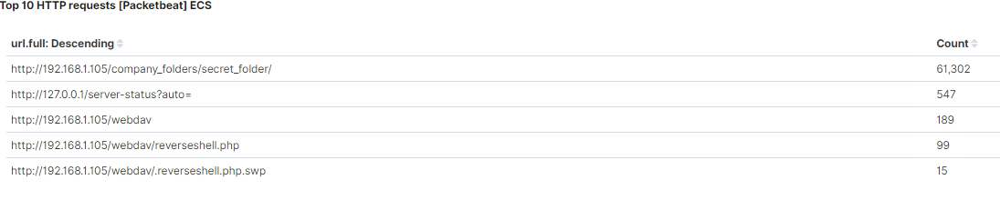 Top 10 HTTP requests [Packetbeat] ECS
url.full: Descending Count
http://192.168.1.105/company_folders/secret_folder/ 61,302
http://127.0.0.1/server-status?auto= 547
http://192.168.1.105/webdav 189
http://192.168.1.105/webdav/reverseshell.php 99
http://192.168.1.105/webdav/.reverseshell.php.swp 15